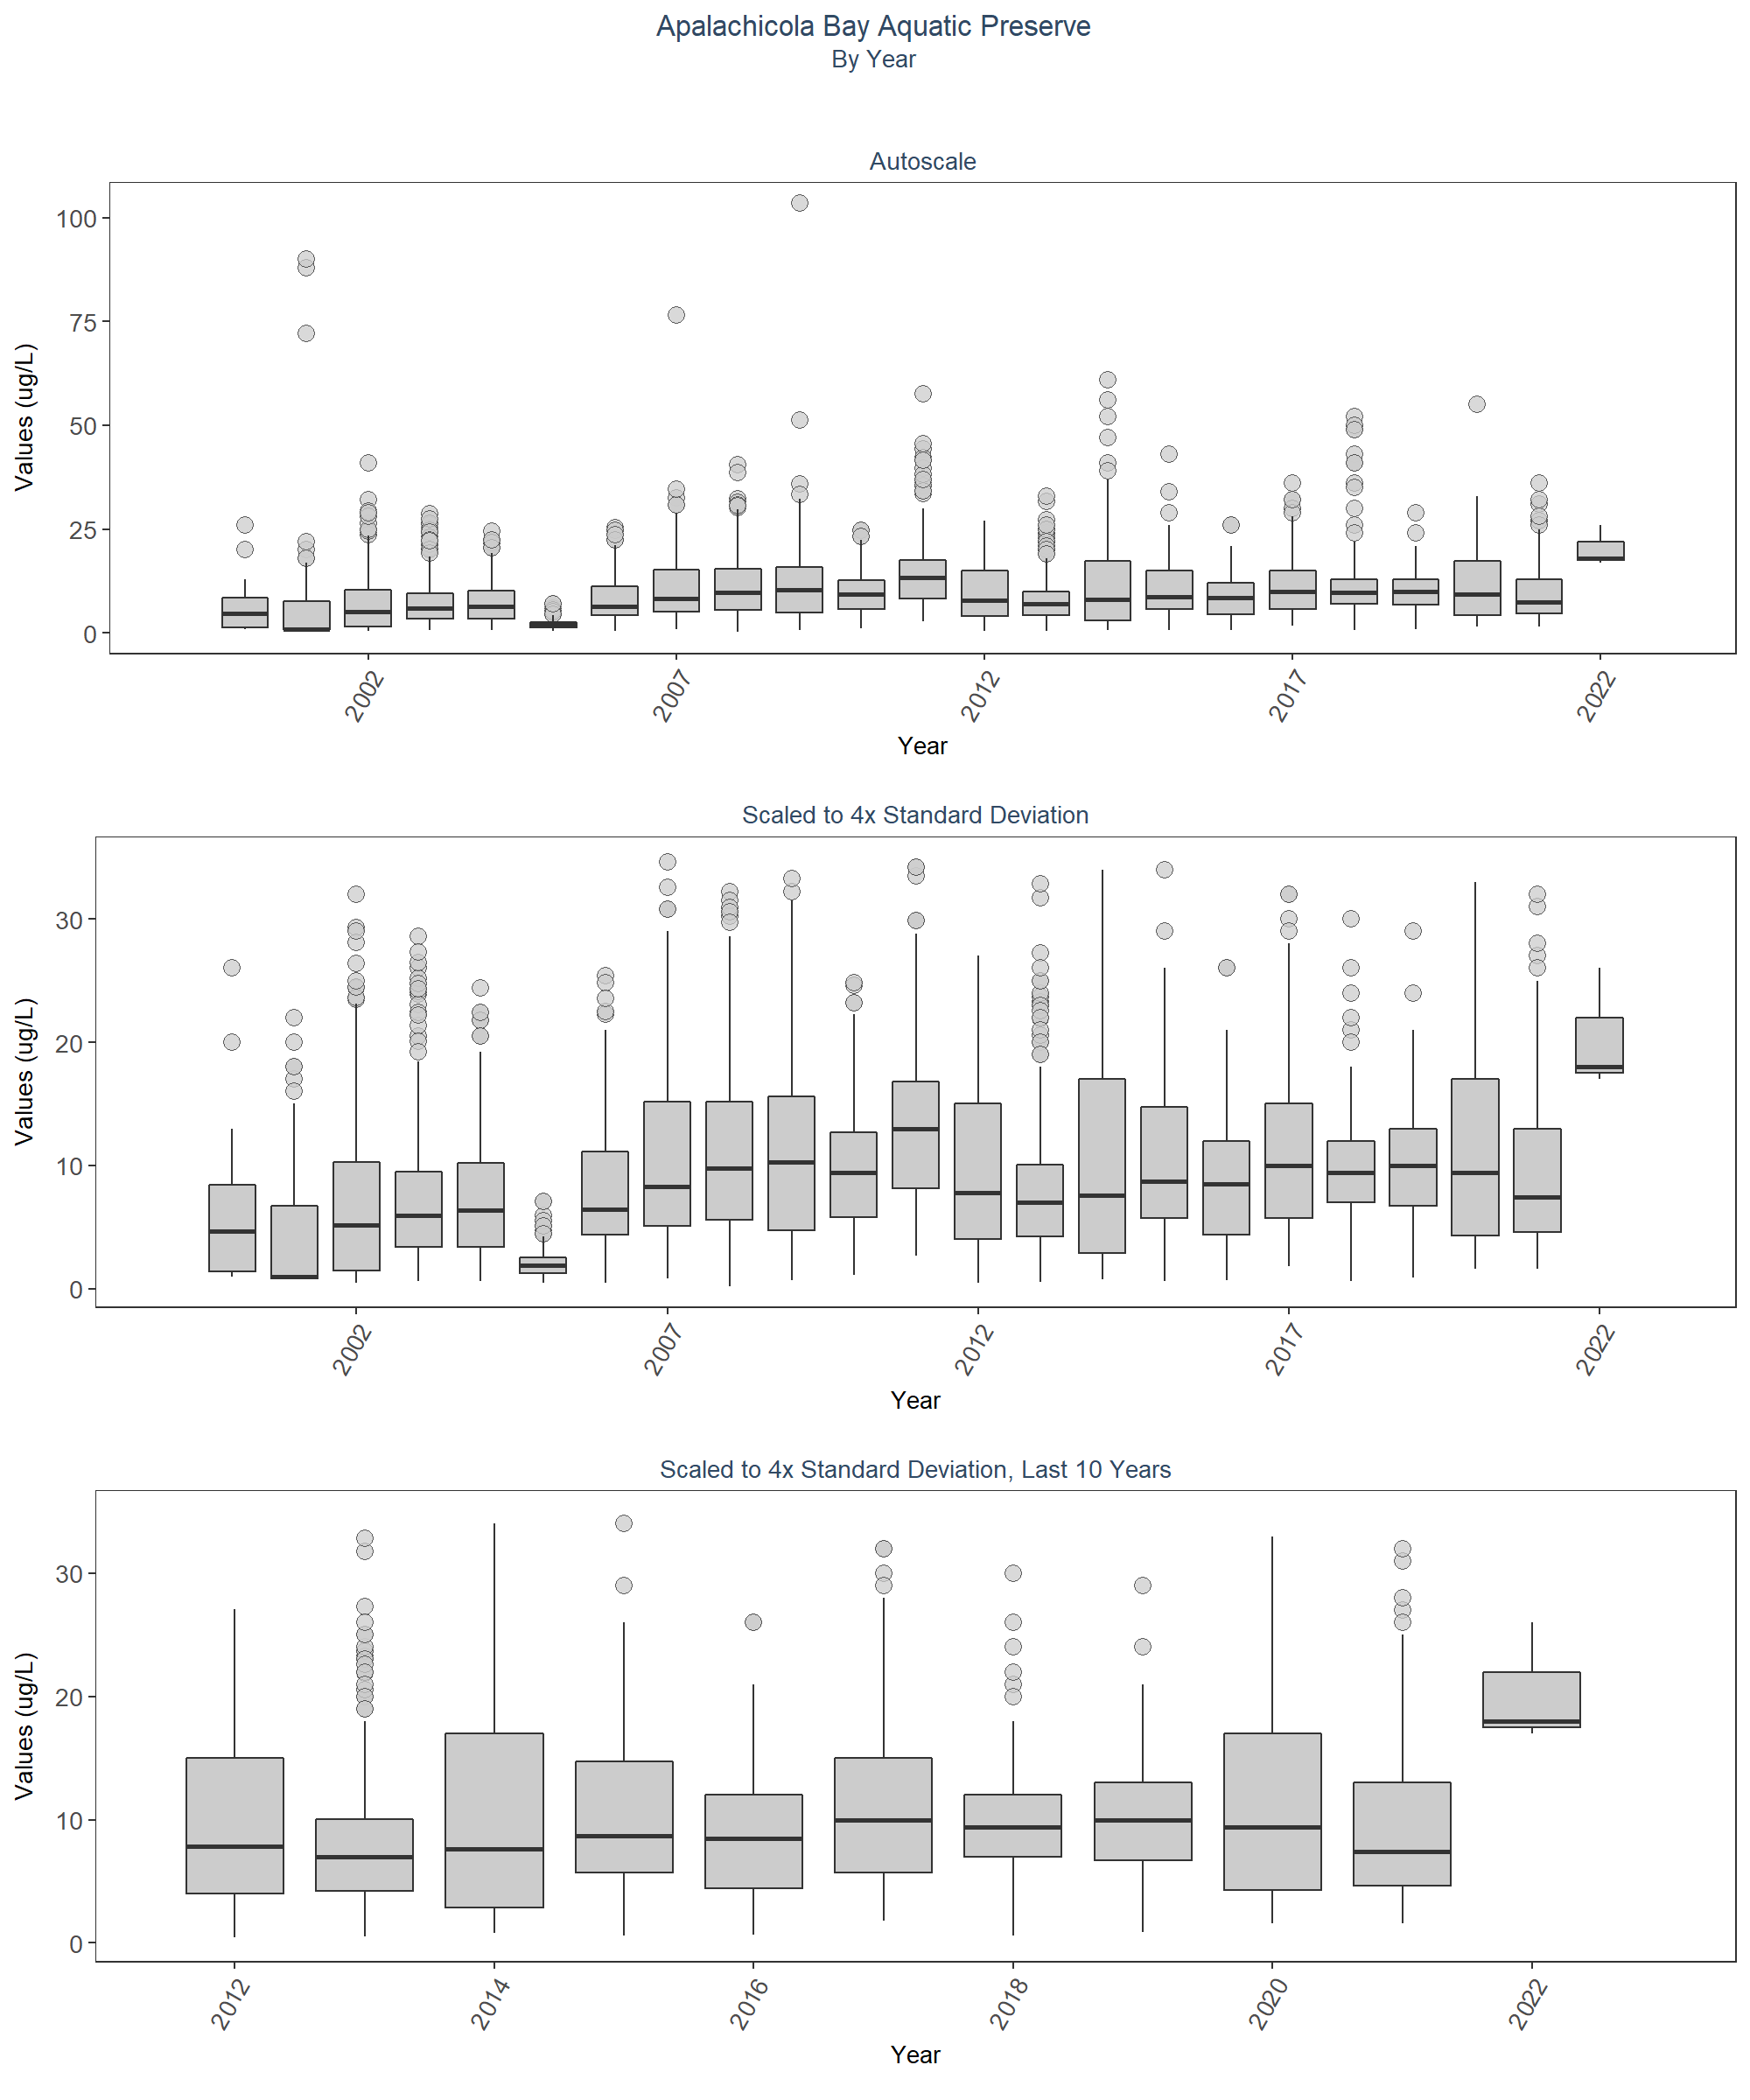 Apalachicola Bay Aquatic Preserve
By Year
Autoscale
Values (ug/L)
100
75
50
25
0
2002
2007
2012
2017
2022
Year
Scaled to 4x Standard Deviation
Values (ug/L)
30
20
10
0
2002
2007
2012
2017
2022
Year
Scaled to 4x Standard Deviation, Last 10 Years
Values (ug/L)
30
20
10
0
2012
2014
2016
2018
2020
2022
Year